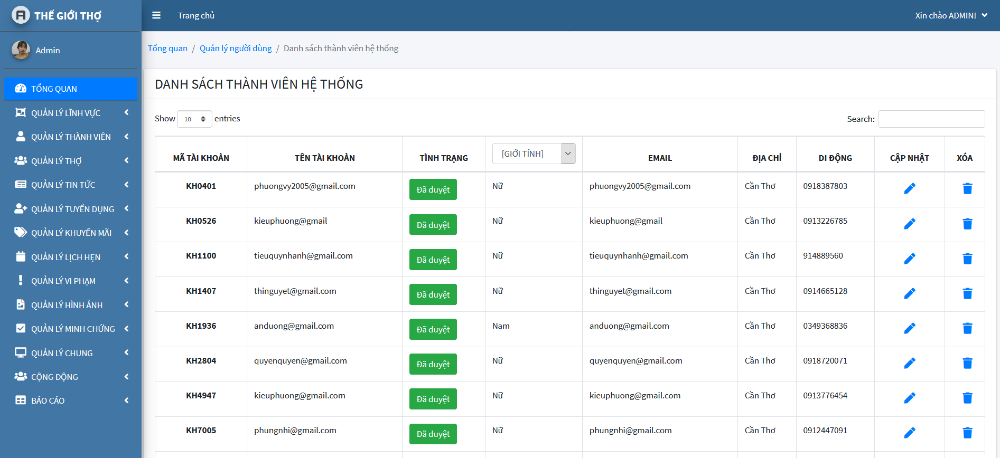 THẾ GIỚI THỢ
Trang chủ
Xin chào ADMIN!
Admin
TỔNG QUAN
QUẢN LÝ LĨNH VỰC
QUẢN LÝ THÀNH VIÊN
QUẢN LÝ THỢ
QUẢN LÝ TIN TỨC
QUẢN LÝ TUYỂN DỤNG
QUẢN LÝ KHUYẾN MÃI
QUẢN LÝ LỊCH HẸN
QUẢN LÝ VI PHẠM
QUẢN LÝ HÌNH ẢNH
QUẢN LÝ MINH CHỨNG
QUẢN LÝ CHUNG
CỘNG ĐỘNG
BÁO CÁO
Tổng quan / Quản lý người dùng / Danh sách thành viên hệ thống
DANH SÁCH THÀNH VIÊN HỆ THỐNG
Show 10 entries
Search:
MÃ TÀI KHOẢN TÊN TÀI KHOẢN TÌNH TRẠNG [GIỚI TÍNH] EMAIL ĐỊA CHỈ DI ĐỘNG CẬP NHẬT XÓA
KH0401 phuongvy2005@gmail.com Đã duyệt Nữ phuongvy2005@gmail.com Cần Thơ 0918387803
KH0526 kieuphuong@gmail Đã duyệt Nữ kieuphuong@gmail Cần Thơ 0913226785
KH1100 tieuquynhanh@gmail.com Đã duyệt Nữ tieuquynhanh@gmail.com Cần Thơ 914889560
KH1407 thinguyet@gmail.com Đã duyệt Nữ thinguyet@gmail.com Cần Thơ 0914665128
KH1936 anduong@gmail.com Đã duyệt Nam anduong@gmail.com Cần Thơ 0349368836
KH2804 quyenquyen@gmail.com Đã duyệt Nữ quyenquyen@gmail.com Cần Thơ 0918720071
KH4947 kieuphuong@gmail.com Đã duyệt Nữ kieuphuong@gmail.com Cần Thơ 0913776454
KH7005 phungnhi@gmail.com Đã duyệt Nữ phungnhi@gmail.com Cần Thơ 0912447091